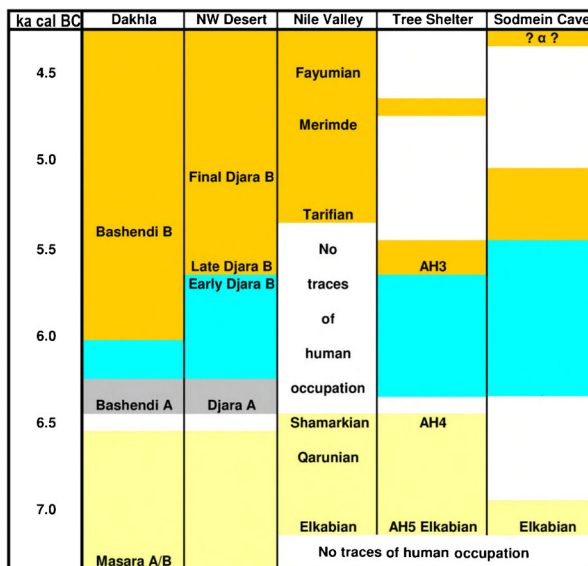 ka cal BC Dakhla NW Desert Nile Valley Tree Shelter Sodmein Cave
? α ?
4.5 Fayumian
Merimde
5.0
Final Djara B
Tarifian
Bashendi B
5.5 No
Late Djara B AH3
Early Djara B traces
of
6.0
human
occupation
Bashendi A Djara A
6.5 Shamarkian AH4
Qarunian
7.0
Elkabian AH5 Elkabian Elkabian
No traces of human occupation
Masara A/B